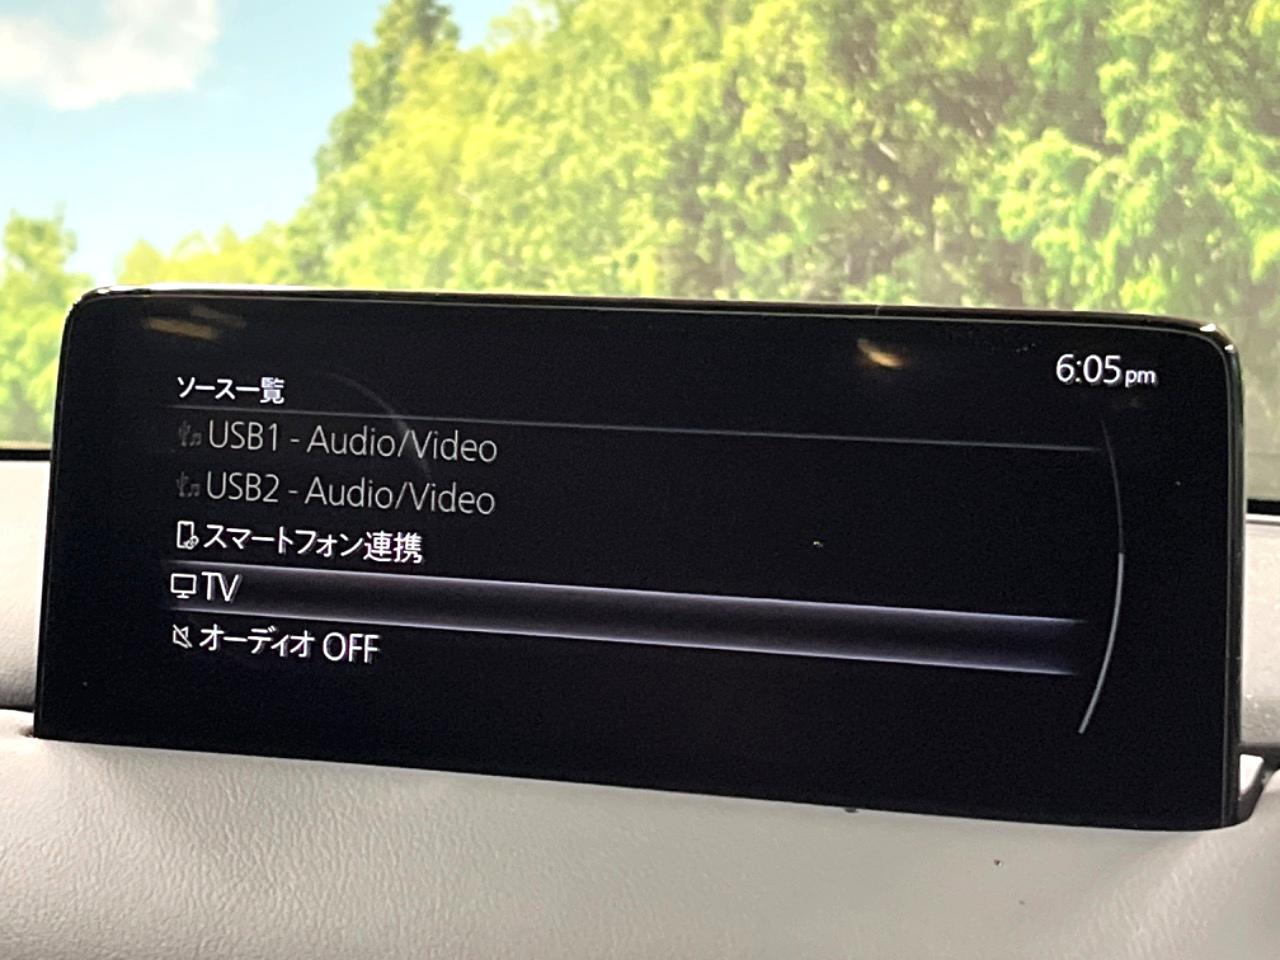 6:05pm
ソース一覧
USB1 - Audio/Video
USB2 - Audio/Video
スマートフォン連携
TV
オーディオ OFF